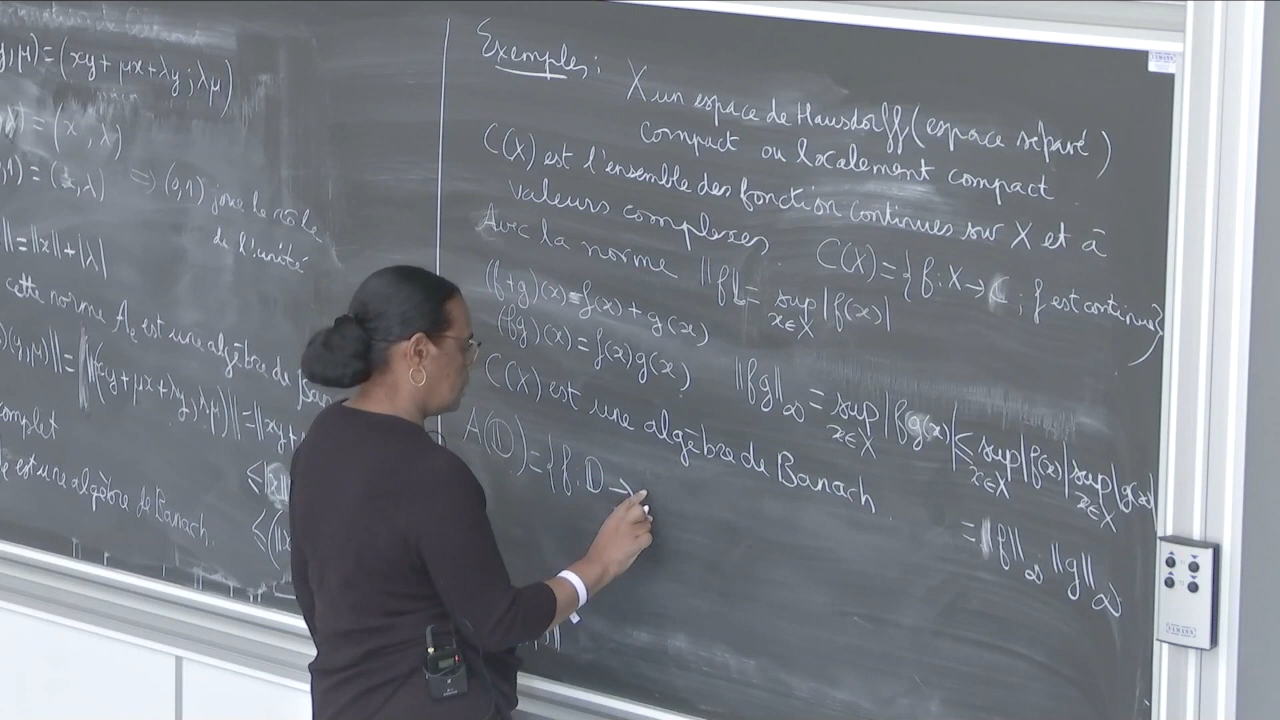 y,μ)=(xy+μx+λy;λμ)
=(x,λ)
,1)=(x,λ) ⇒(0,1) joue le rôle
de l'unité
‖=‖x‖+|λ|
cette norme Ae est une algèbre de Bana
)(y,μ)‖=‖(xy+μx+λy,λμ)‖=‖xy+
complet
e est une algèbre de Banach.
Exemples:
X un espace de Hausdorff (espace séparé)
compact ou localement compact
C(X) est l'ensemble des fonction continues sur X et à
valeurs complexes. C(X)={f:X→ℂ; f est continue}
Avec la norme ‖f‖= sup|f(x)|
x∈X
(f+g)(x)=f(x)+g(x)
(fg)(x)=f(x)g(x)
‖fg‖∞=sup|fg(x)|≤sup|f(x)|sup|g(x)|
x∈X x∈X x∈X
=‖f‖∞.‖g‖∞
C(X) est une algèbre de Banach
A(𝔻)={f:D→